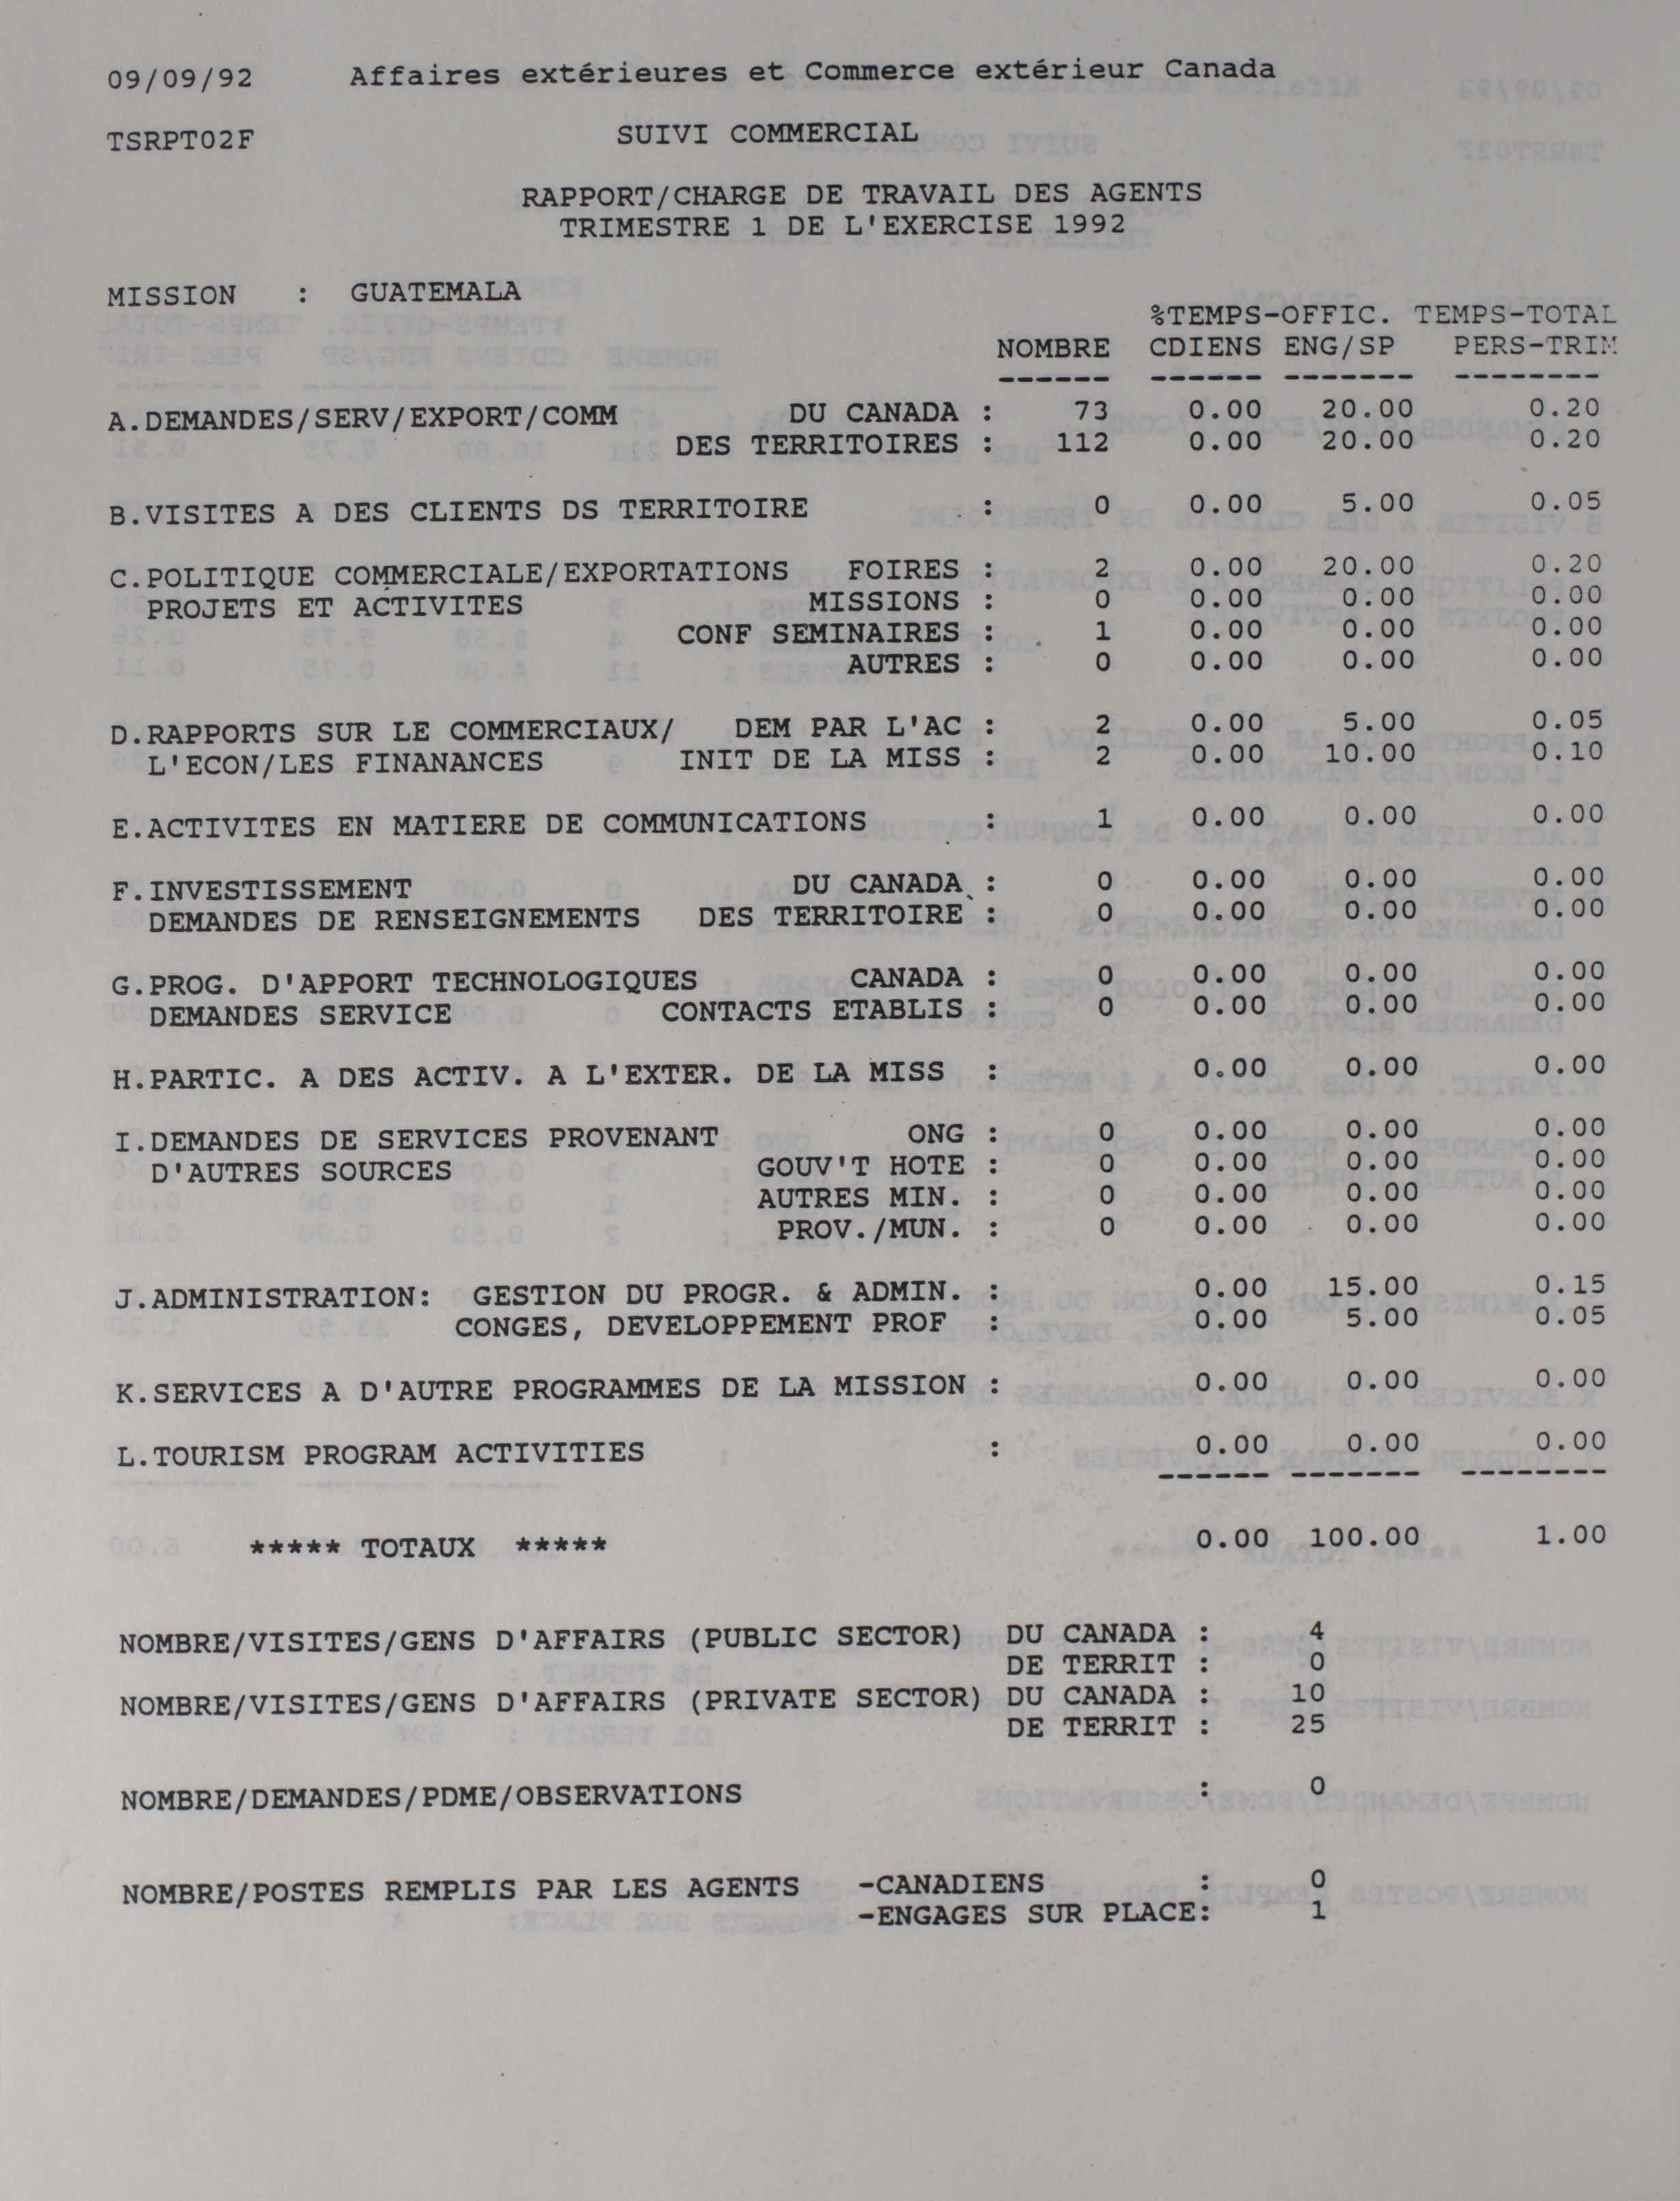 09/09/92 Affaires extérieures et Commerce extérieur Canada
TSRPT02F SUIVI COMMERCIAL
RAPPORT/CHARGE DE TRAVAIL DES AGENTS
TRIMESTRE 1 DE L'EXERCISE 1992
MISSION : GUATEMALA
%TEMPS-OFFIC. TEMPS-TOTAL
NOMBRE CDIENS ENG/SP PERS-TRIM
------ ------ ------- --------
A.DEMANDES/SERV/EXPORT/COMM DU CANADA : 73 0.00 20.00 0.20
DES TERRITOIRES : 112 0.00 20.00 0.20
B.VISITES A DES CLIENTS DS TERRITOIRE : 0 0.00 5.00 0.05
C.POLITIQUE COMMERCIALE/EXPORTATIONS FOIRES : 2 0.00 20.00 0.20
PROJETS ET ACTIVITES MISSIONS : 0 0.00 0.00 0.00
CONF SEMINAIRES : 1 0.00 0.00 0.00
AUTRES : 0 0.00 0.00 0.00
D.RAPPORTS SUR LE COMMERCIAUX/ DEM PAR L'AC : 2 0.00 5.00 0.05
L'ECON/LES FINANANCES INIT DE LA MISS : 2 0.00 10.00 0.10
E.ACTIVITES EN MATIERE DE COMMUNICATIONS : 1 0.00 0.00 0.00
F.INVESTISSEMENT DU CANADA : 0 0.00 0.00 0.00
DEMANDES DE RENSEIGNEMENTS DES TERRITOIRE : 0 0.00 0.00 0.00
G.PROG. D'APPORT TECHNOLOGIQUES CANADA : 0 0.00 0.00 0.00
DEMANDES SERVICE CONTACTS ETABLIS : 0 0.00 0.00 0.00
H.PARTIC. A DES ACTIV. A L'EXTER. DE LA MISS : 0.00 0.00 0.00
I.DEMANDES DE SERVICES PROVENANT ONG : 0 0.00 0.00 0.00
D'AUTRES SOURCES GOUV'T HOTE : 0 0.00 0.00 0.00
AUTRES MIN. : 0 0.00 0.00 0.00
PROV./MUN. : 0 0.00 0.00 0.00
J.ADMINISTRATION: GESTION DU PROGR. & ADMIN. : 0.00 15.00 0.15
CONGES, DEVELOPPEMENT PROF : 0.00 5.00 0.05
K.SERVICES A D'AUTRE PROGRAMMES DE LA MISSION : 0.00 0.00 0.00
L.TOURISM PROGRAM ACTIVITIES : 0.00 0.00 0.00
------ ------- --------
***** TOTAUX ***** 0.00 100.00 1.00
NOMBRE/VISITES/GENS D'AFFAIRS (PUBLIC SECTOR) DU CANADA : 4
DE TERRIT : 0
NOMBRE/VISITES/GENS D'AFFAIRS (PRIVATE SECTOR) DU CANADA : 10
DE TERRIT : 25
NOMBRE/DEMANDES/PDME/OBSERVATIONS : 0
NOMBRE/POSTES REMPLIS PAR LES AGENTS -CANADIENS : 0
-ENGAGES SUR PLACE: 1